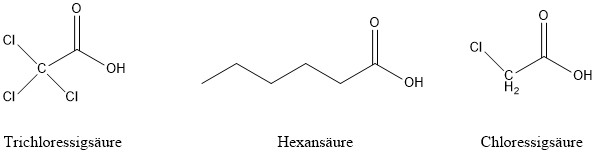 O
Cl
C
OH
Cl
Cl
O
OH
O
Cl
C
H₂
OH
Trichloressigsäure
Hexansäure
Chloressigsäure